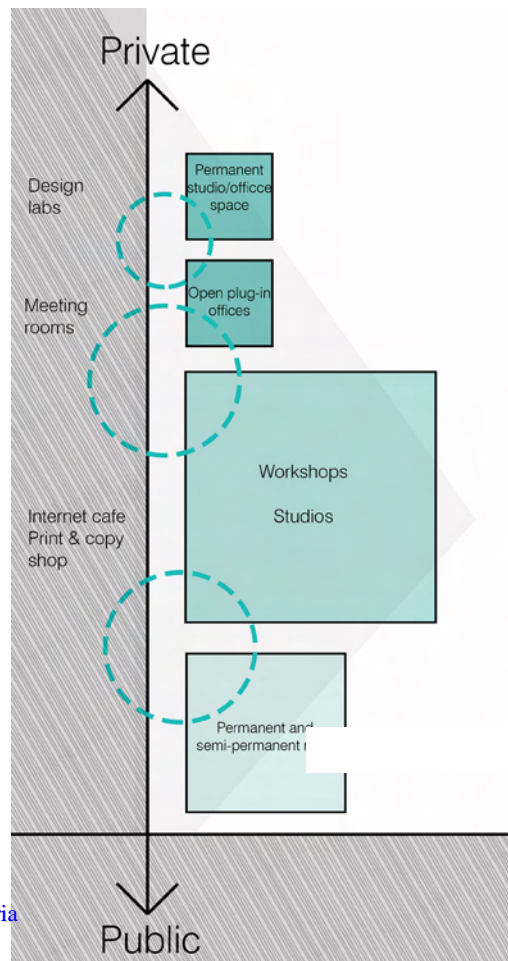 Private
Permanent
studio/officce
space
Design
labs
Open plug-in
offices
Meeting
rooms
Workshops
Studios
Internet cafe
Print & copy
shop
Permanent and
semi-permanent
Public